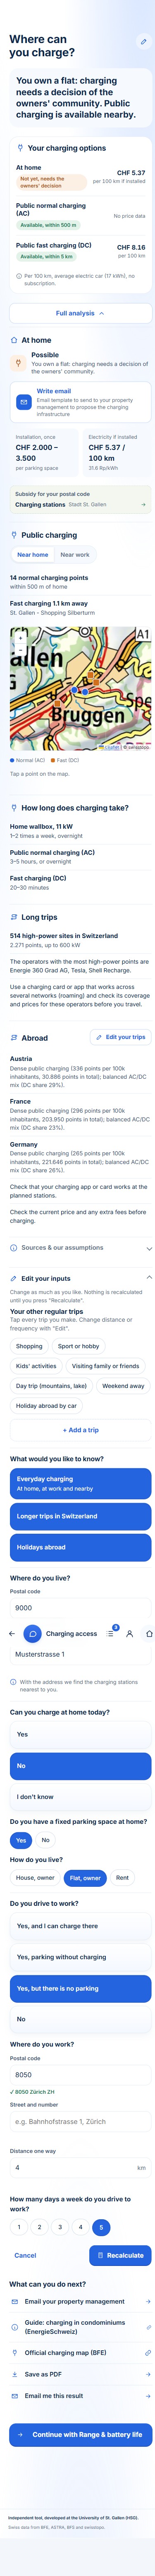 Where can
you charge?
You own a flat: charging
needs a decision of the
owners' community. Public
charging is available nearby.
Your charging options
At home
Not yet, needs the
owners' decision
CHF 5.37
per 100 km if installed
Public normal charging
(AC)
Available, within 500 m
No price data
Public fast charging (DC)
Available, within 5 km
CHF 8.16
per 100 km
Per 100 km, average electric car (17 kWh), no
subscription.
Full analysis
At home
Possible
You own a flat: charging needs a decision of
the owners' community.
Write email
Email template to send to your property
management to propose the charging
infrastructure
Installation, once
CHF 2.000 –
3.500
per parking space
Electricity if installed
CHF 5.37 /
100 km
31.6 Rp/kWh
Subsidy for your postal code
Charging stations Stadt St. Gallen
Public charging
Near home
Near work
14 normal charging points
within 500 m of home
Fast charging 1.1 km away
St. Gallen - Shopping Silberturm
allen
A1
Spe
Bruggen
Leaflet | © swisstopo
Normal (AC)
Fast (DC)
Tap a point on the map.
How long does charging take?
Home wallbox, 11 kW
1–2 times a week, overnight
Public normal charging (AC)
3–5 hours, or overnight
Fast charging (DC)
20–30 minutes
Long trips
514 high-power sites in Switzerland
2.271 points, up to 600 kW
The operators with the most high-power points are
Energie 360 Grad AG, Tesla, Shell Recharge.
Use a charging card or app that works across
several networks (roaming) and check its coverage
and prices for these operators before you travel.
Abroad
Edit your trips
Austria
Dense public charging (336 points per 100k
inhabitants, 30.886 points in total); balanced AC/DC
mix (DC share 29%).
France
Dense public charging (296 points per 100k
inhabitants, 203.950 points in total); balanced AC/DC
mix (DC share 23%).
Germany
Dense public charging (265 points per 100k
inhabitants, 221.646 points in total); balanced AC/DC
mix (DC share 26%).
Check that your charging app or card works at the
planned stations.
Check the current price and any extra fees before
charging.
Sources & our assumptions
Edit your inputs
Change as much as you like. Nothing is recalculated
until you press "Recalculate".
Your other regular trips
Tap every trip you make. Change distance or
frequency with "Edit".
Shopping
Sport or hobby
Kids' activities
Visiting family or friends
Day trip (mountains, lake)
Weekend away
Holiday abroad by car
+ Add a trip
What would you like to know?
Everyday charging
At home, at work and nearby
Longer trips in Switzerland
Holidays abroad
Where do you live?
Postal code
9000
Charging access
Musterstrasse 1
With the address we find the charging stations
nearest to you.
Can you charge at home today?
Yes
No
I don't know
Do you have a fixed parking space at home?
Yes
No
How do you live?
House, owner
Flat, owner
Rent
Do you drive to work?
Yes, and I can charge there
Yes, parking without charging
Yes, but there is no parking
No
Where do you work?
Postal code
8050
✓ 8050 Zürich ZH
Street and number
e.g. Bahnhofstrasse 1, Zürich
Distance one way
4
km
How many days a week do you drive to
work?
1
2
3
4
5
Cancel
Recalculate
What can you do next?
Email your property management
Guide: charging in condominiums
(EnergieSchweiz)
Official charging map (BFE)
Save as PDF
Email me this result
Continue with Range & battery life
Independent test, developed at the University of St. Gallen (HSG).
Swiss data from BFE, ASTRA, BFS and swisstopo.